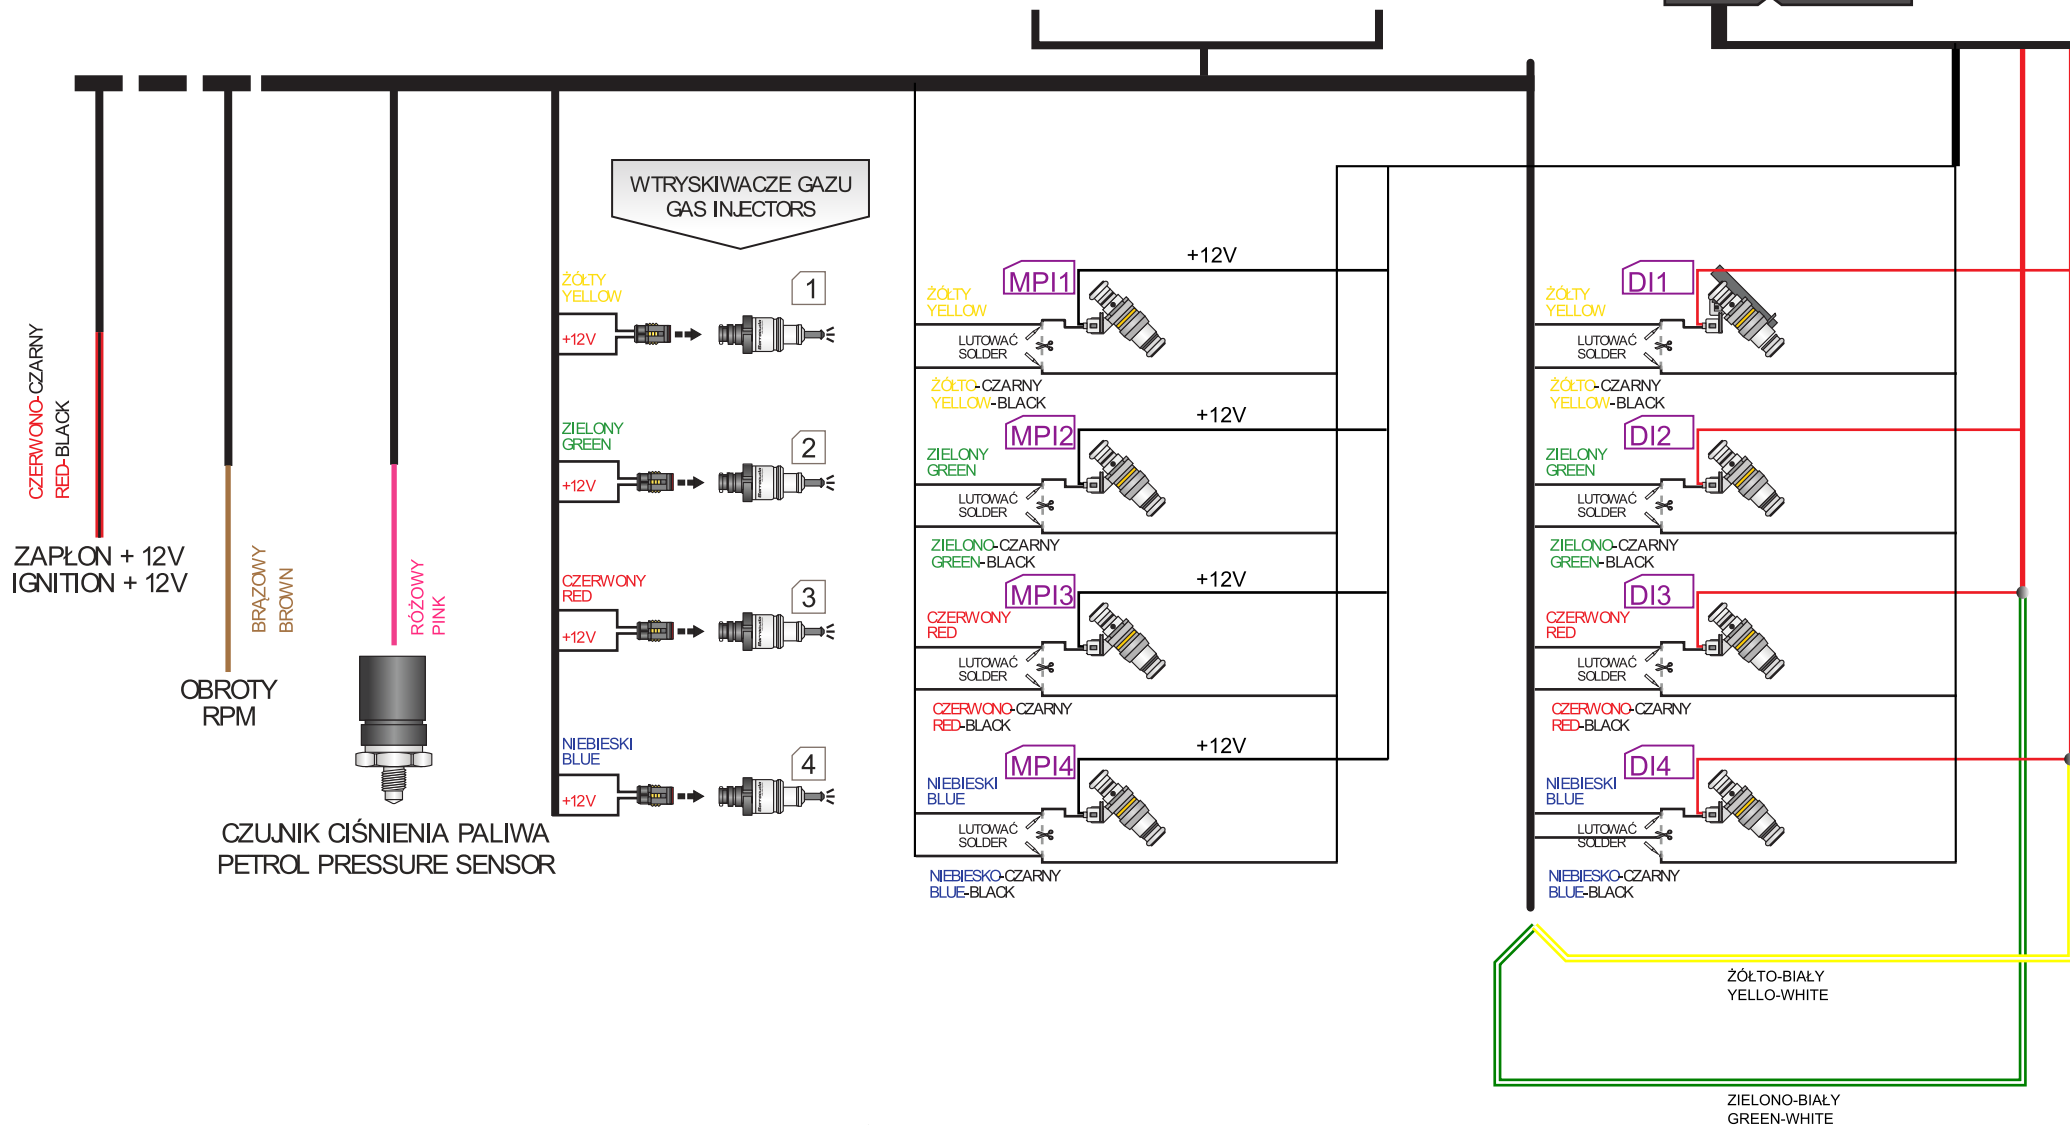 WTRYSKIWACZE GAZU
GAS INJECTORS
CZERWONO-CZARNY
RED-BLACK
ZAPŁON + 12V
IGNITION + 12V
BRĄZOWY
BROWN
OBROTY
RPM
RÓŻOWY
PINK
CZUJNIK CIŚNIENIA PALIWA
PETROL PRESSURE SENSOR
ŻÓŁTY
YELLOW
+12V
1
ZIELONY
GREEN
+12V
2
CZERWONY
RED
+12V
3
NIEBIESKI
BLUE
+12V
4
MPI1
+12V
ŻÓŁTY
YELLOW
LUTOWAĆ
SOLDER
ŻÓŁTO-CZARNY
YELLOW-BLACK
MPI2
+12V
ZIELONY
GREEN
LUTOWAĆ
SOLDER
ZIELONO-CZARNY
GREEN-BLACK
MPI3
+12V
CZERWONY
RED
LUTOWAĆ
SOLDER
CZERWONO-CZARNY
RED-BLACK
MPI4
+12V
NIEBIESKI
BLUE
LUTOWAĆ
SOLDER
NIEBIESKO-CZARNY
BLUE-BLACK
DI1
ŻÓŁTY
YELLOW
LUTOWAĆ
SOLDER
ŻÓŁTO-CZARNY
YELLOW-BLACK
DI2
ZIELONY
GREEN
LUTOWAĆ
SOLDER
ZIELONO-CZARNY
GREEN-BLACK
DI3
CZERWONY
RED
LUTOWAĆ
SOLDER
CZERWONO-CZARNY
RED-BLACK
DI4
NIEBIESKI
BLUE
LUTOWAĆ
SOLDER
NIEBIESKO-CZARNY
BLUE-BLACK
ŻÓŁTO-BIAŁY
YELLO-WHITE
ZIELONO-BIAŁY
GREEN-WHITE